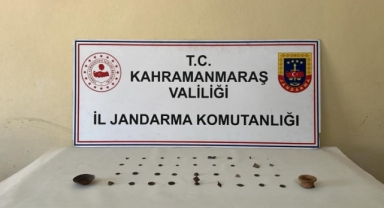 T.C.
KAHRAMANMARAŞ
VALİLİĞİ
İL JANDARMA KOMUTANLIĞI